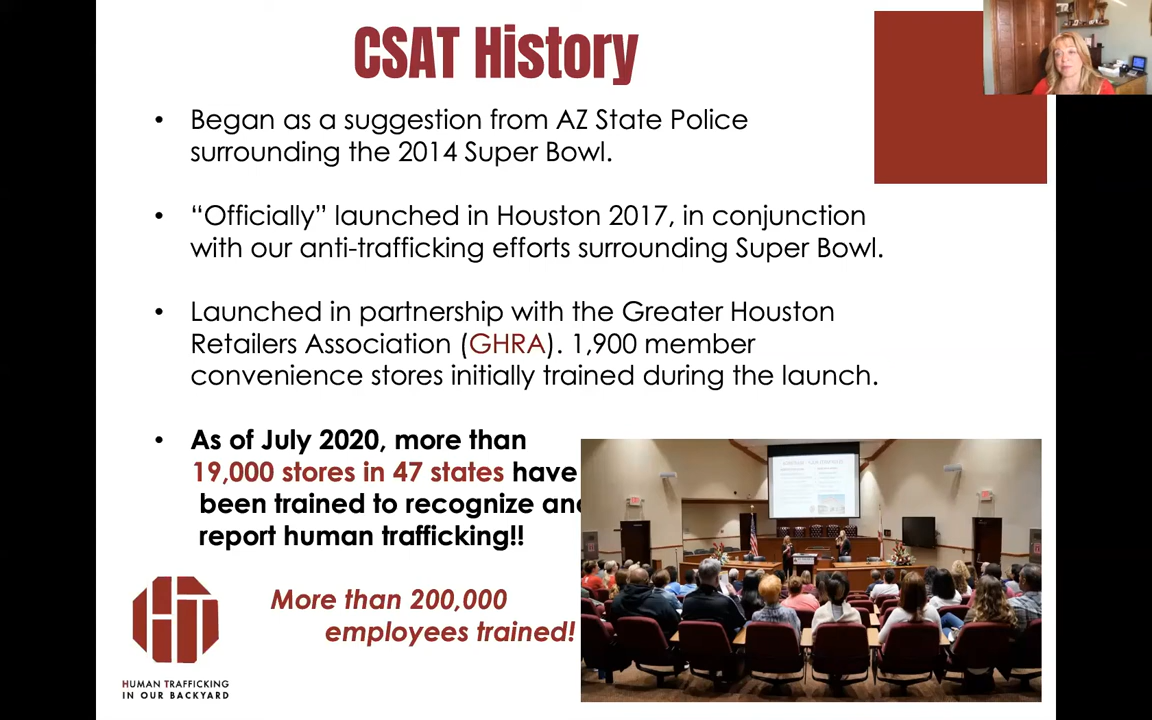 CSAT History
• Began as a suggestion from AZ State Police
surrounding the 2014 Super Bowl.
• “Officially” launched in Houston 2017, in conjunction
with our anti-trafficking efforts surrounding Super Bowl.
• Launched in partnership with the Greater Houston
Retailers Association (GHRA). 1,900 member
convenience stores initially trained during the launch.
• As of July 2020, more than
19,000 stores in 47 states have
been trained to recognize and
report human trafficking!!
More than 200,000
employees trained!
HT
HUMAN TRAFFICKING
IN OUR BACKYARD